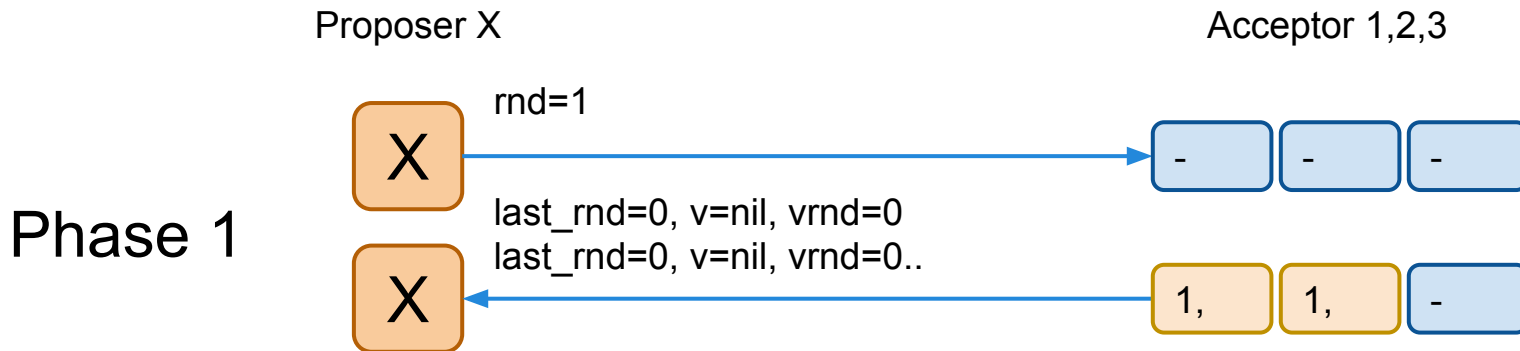 Proposer X
Acceptor 1,2,3
rnd=1
X
-
-
-
Phase 1
last_rnd=0, v=nil, vrnd=0
last_rnd=0, v=nil, vrnd=0..
X
1,
1,
-